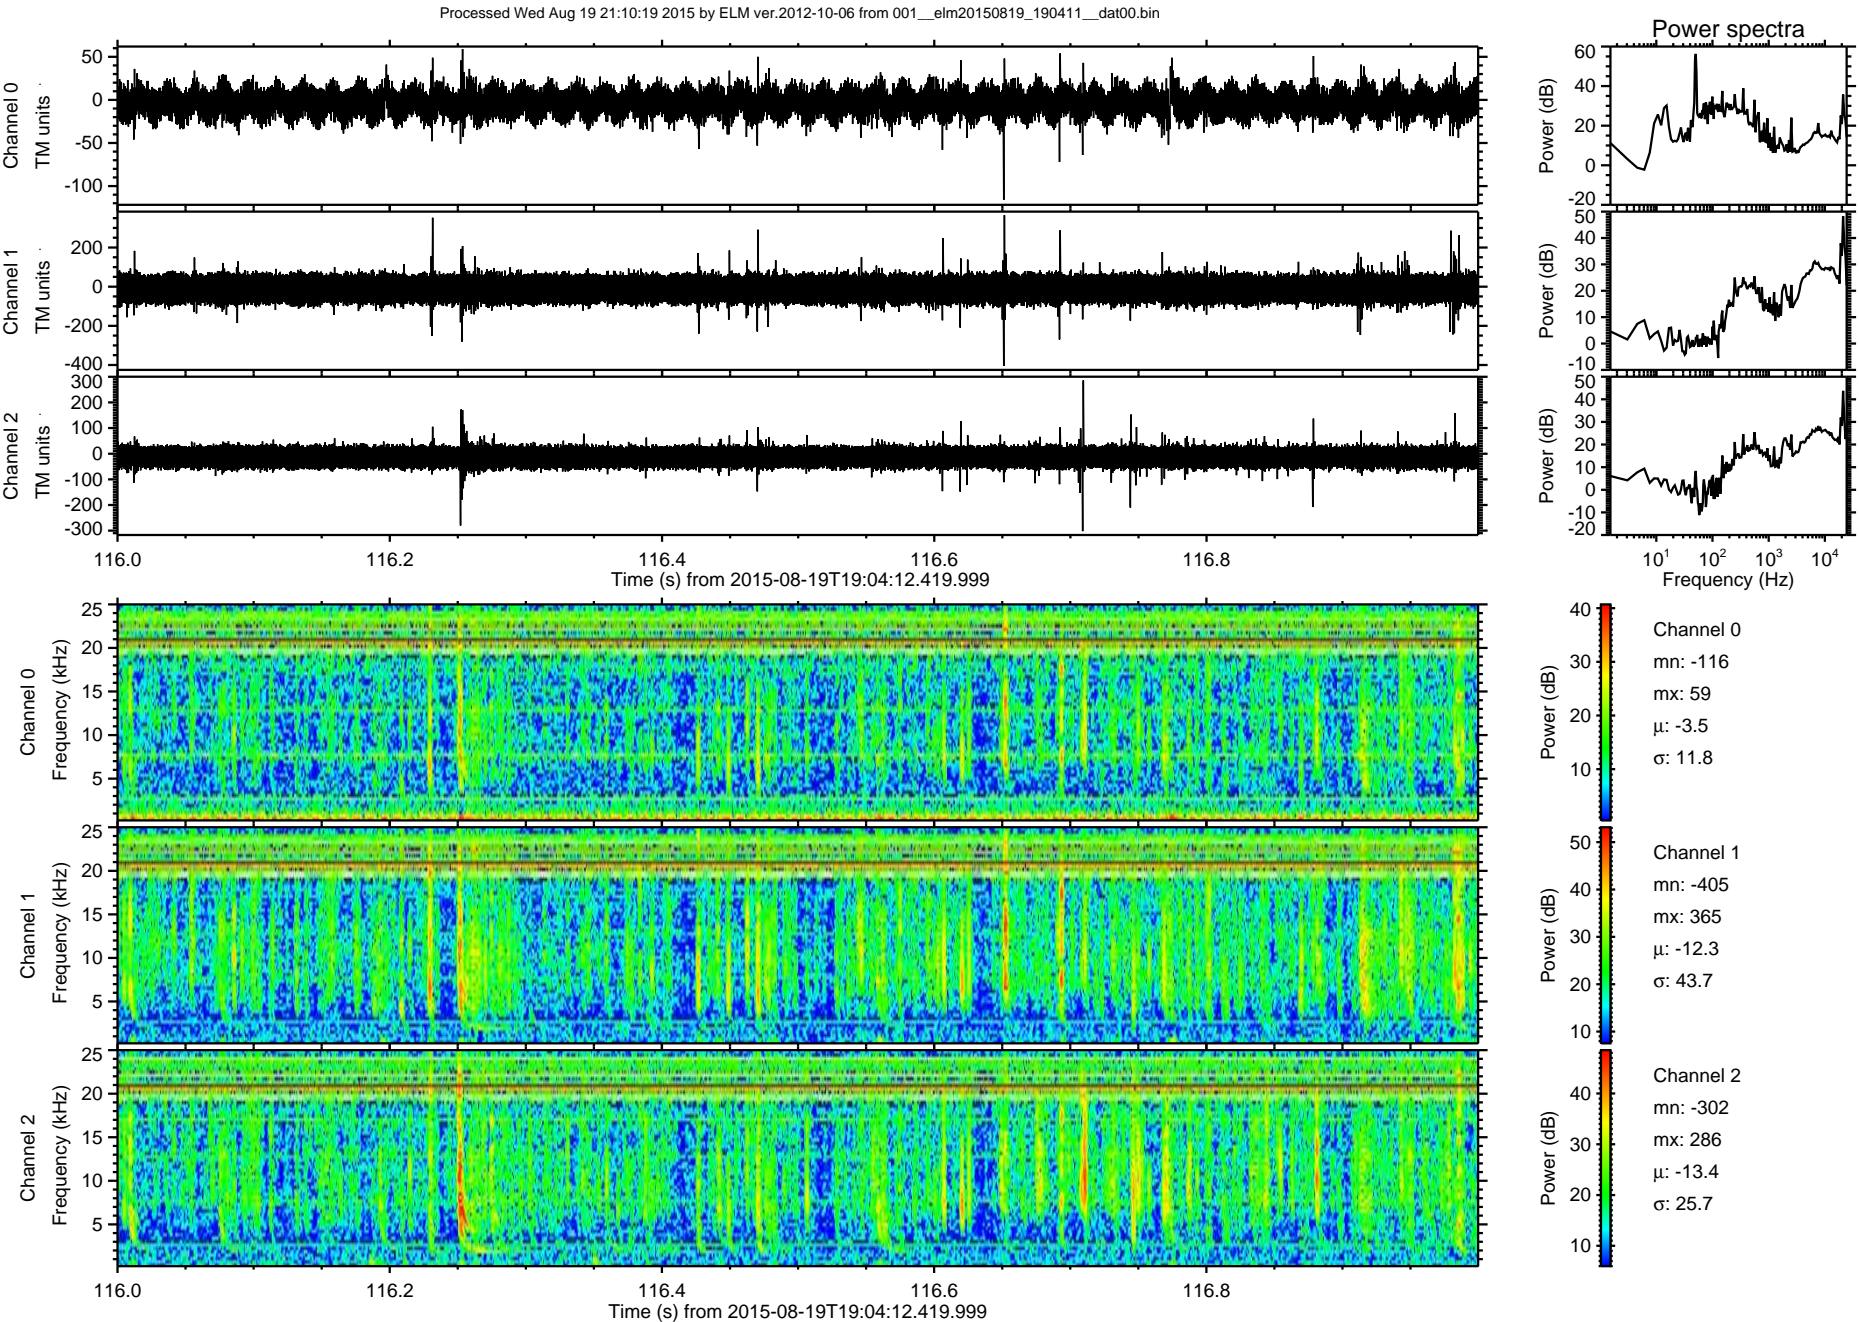 Processed Wed Aug 19 21:10:19 2015 by ELM ver.2012-10-06 from 001__elm20150819_190411__dat00.bin
Power spectra
Channel 0
TM units
50
0
-50
-100
Power (dB)
60
40
20
0
-20
Channel 1
TM units
200
0
-200
-400
Power (dB)
50
40
30
20
10
0
-10
Channel 2
TM units
300
200
100
0
-100
-200
-300
Power (dB)
50
40
30
20
10
0
-10
-20
116.0 116.2 116.4 116.6 116.8
Time (s) from 2015-08-19T19:04:12.419.999
10^1 10^2 10^3 10^4
Frequency (Hz)
Channel 0
Frequency (kHz)
25
20
15
10
5
Power (dB)
40
30
20
10
Channel 0
mn: -116
mx: 59
μ: -3.5
σ: 11.8
Channel 1
Frequency (kHz)
25
20
15
10
5
Power (dB)
50
40
30
20
10
Channel 1
mn: -405
mx: 365
μ: -12.3
σ: 43.7
Channel 2
Frequency (kHz)
25
20
15
10
5
Power (dB)
40
30
20
10
Channel 2
mn: -302
mx: 286
μ: -13.4
σ: 25.7
116.0 116.2 116.4 116.6 116.8
Time (s) from 2015-08-19T19:04:12.419.999